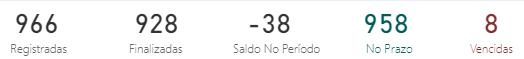 966 928 -38 958 8
Registradas Finalizadas Saldo No Período No Prazo Vencidas